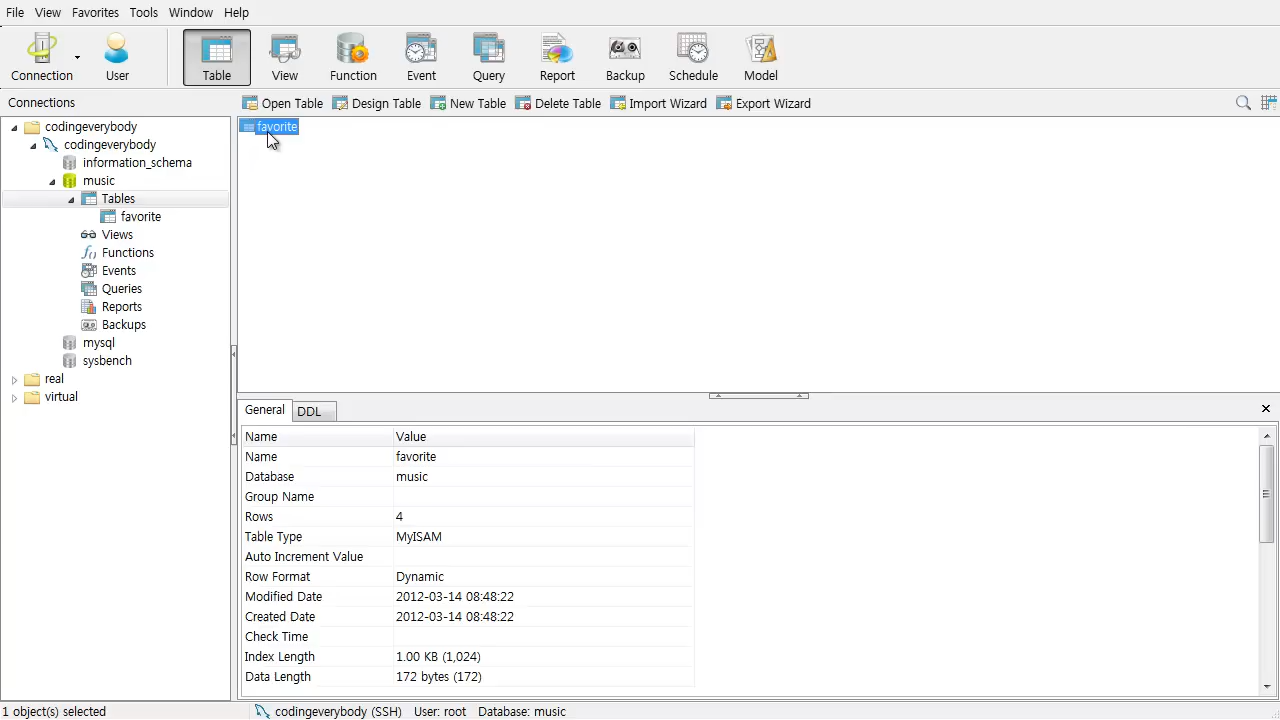 File View Favorites Tools Window Help
Connection User Table View Function Event Query Report Backup Schedule Model
Connections
Open Table Design Table New Table Delete Table Import Wizard Export Wizard
codingeverybody
codingeverybody
information_schema
music
Tables
favorite
Views
Functions
Events
Queries
Reports
Backups
mysql
sysbench
real
virtual
favorite
General DDL
Name Value
Name favorite
Database music
Group Name
Rows 4
Table Type MyISAM
Auto Increment Value
Row Format Dynamic
Modified Date 2012-03-14 08:48:22
Created Date 2012-03-14 08:48:22
Check Time
Index Length 1.00 KB (1,024)
Data Length 172 bytes (172)
1 object(s) selected codingeverybody (SSH) User: root Database: music